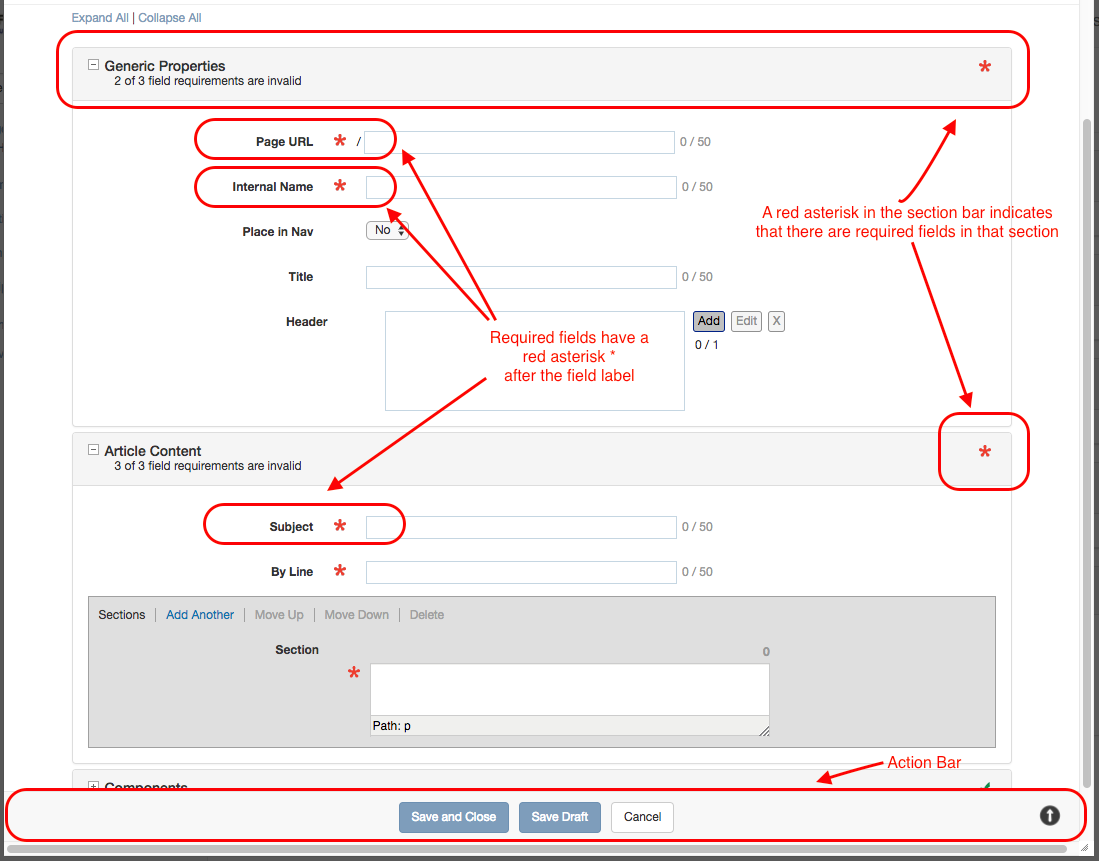 Expand All | Collapse All
Generic Properties *
2 of 3 field requirements are invalid
Page URL * / 0 / 50
Internal Name * 0 / 50
Place in Nav No
A red asterisk in the section bar indicates
that there are required fields in that section
Title 0 / 50
Header Add Edit X
0 / 1
Required fields have a
red asterisk *
after the field label
Article Content *
3 of 3 field requirements are invalid
Subject * 0 / 50
By Line * 0 / 50
Sections | Add Another | Move Up | Move Down | Delete
Section 0
*
Path: p
Action Bar
Components
Save and Close Save Draft Cancel